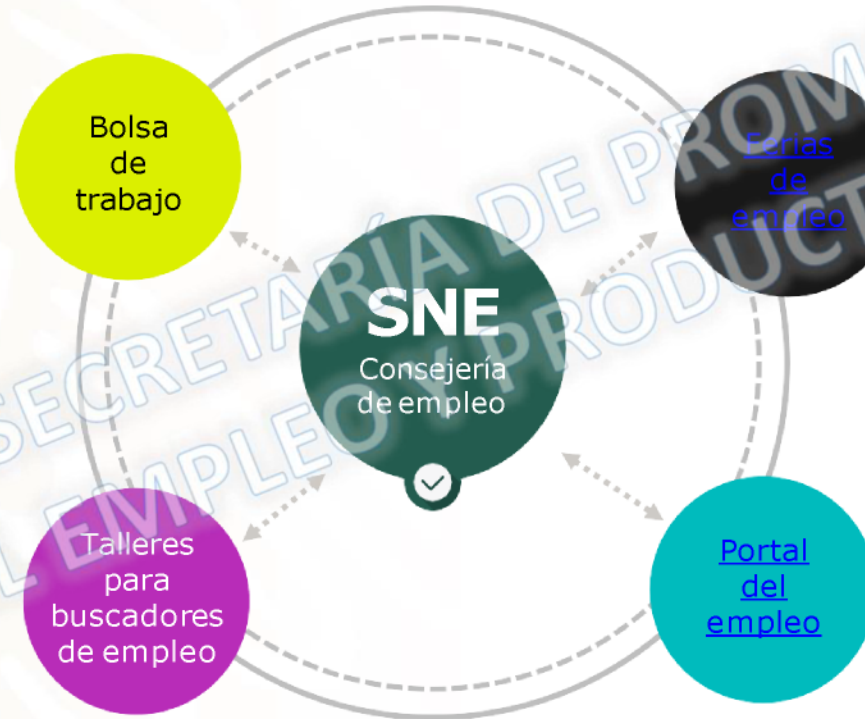 Bolsa
de
trabajo
Ferias
de
empleo
SNE
Consejería
de empleo
Talleres
para
buscadores
de empleo
Portal
del
empleo
SECRETARÍA DE PROM
EMPLEO Y PRODUCT